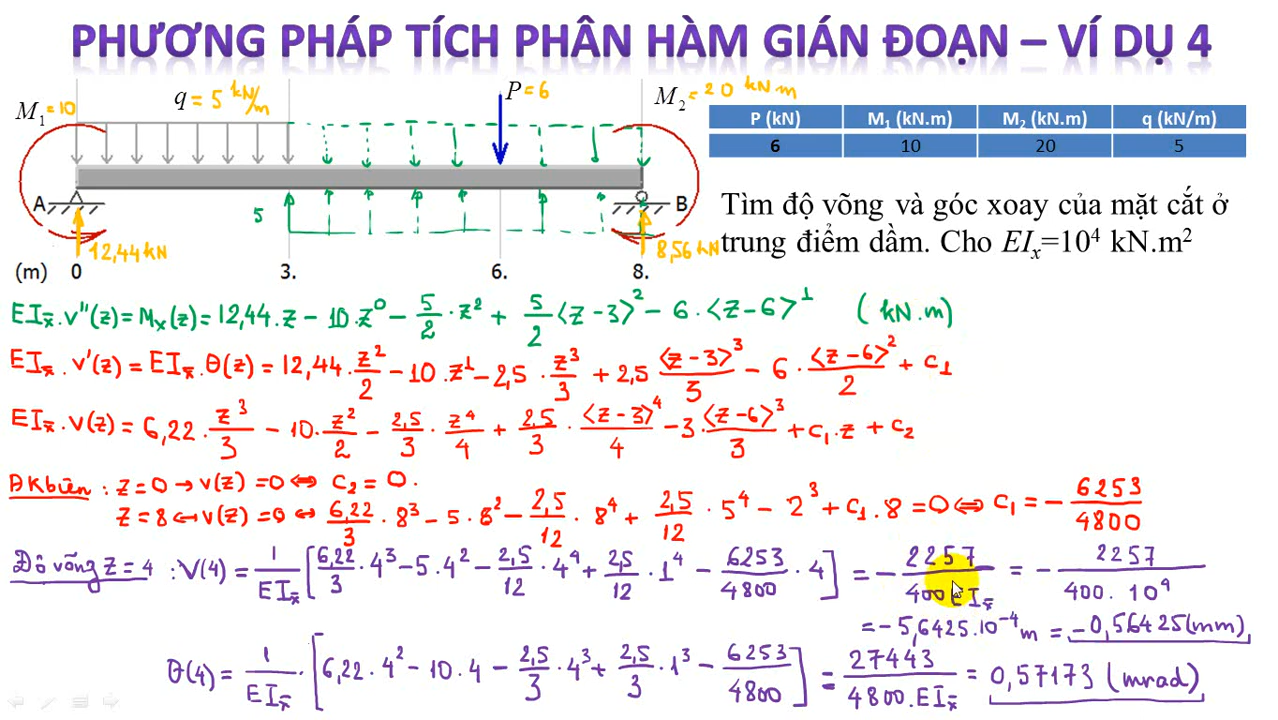 PHƯƠNG PHÁP TÍCH PHÂN HÀM GIÁN ĐOẠN – VÍ DỤ 4
M₁ = 10
q = 5 kN/m
P = 6
M₂ = 20 kN m
P (kN) M₁ (kN.m) M₂ (kN.m) q (kN/m)
6 10 20 5
A
B
5
12,44 kN
8,56 kN
Tìm độ võng và góc xoay của mặt cắt ở
trung điểm dầm. Cho EIₓ=10⁴ kN.m²
(m) 0 3. 6. 8.
EIₓ.v''(z) = Mₓ(z) = 12,44.z − 10.z⁰ − 5/2 · z² + 5/2 <z−3>² − 6.<z−6>¹ (kN.m)
EIₓ.v'(z) = EIₓ.θ(z) = 12,44 · z²/2 − 10.z¹ − 2,5 · z³/3 + 2,5 <z−3>³/3 − 6 · <z−6>²/2 + C₁
EIₓ.v(z) = 6,22 · z³/3 − 10 · z²/2 − 2,5/3 · z⁴/4 + 2,5/3 · <z−3>⁴/4 − 3 · <z−6>³/3 + C₁.z + C₂
ĐK biên : z=0 → v(z) = 0 ⇔ C₂ = 0.
z=8 ↔ v(z) = 0 ⇔ 6,22/3 · 8³ − 5.8² − 2,5/12 · 8⁴ + 2,5/12 · 5⁴ − 2³ + C₁.8 = 0 ⇔ C₁ = − 6253/4800
Độ võng z=4 : V(4) = 1/EIₓ [6,22/3 · 4³ − 5.4² − 2,5/12 · 4⁴ + 2,5/12 · 1⁴ − 6253/4800 · 4] = − 2257/400 EIₓ = − 2257/400.10⁴
= − 5,6425.10⁻⁴ m = −0,56425 (mm)
θ(4) = 1/EIₓ · [6,22 · 4² − 10.4 − 2,5/3 · 4³ + 2,5/3 · 1³ − 6253/4800] = 27443/4800.EIₓ = 0,57173 (mrad)